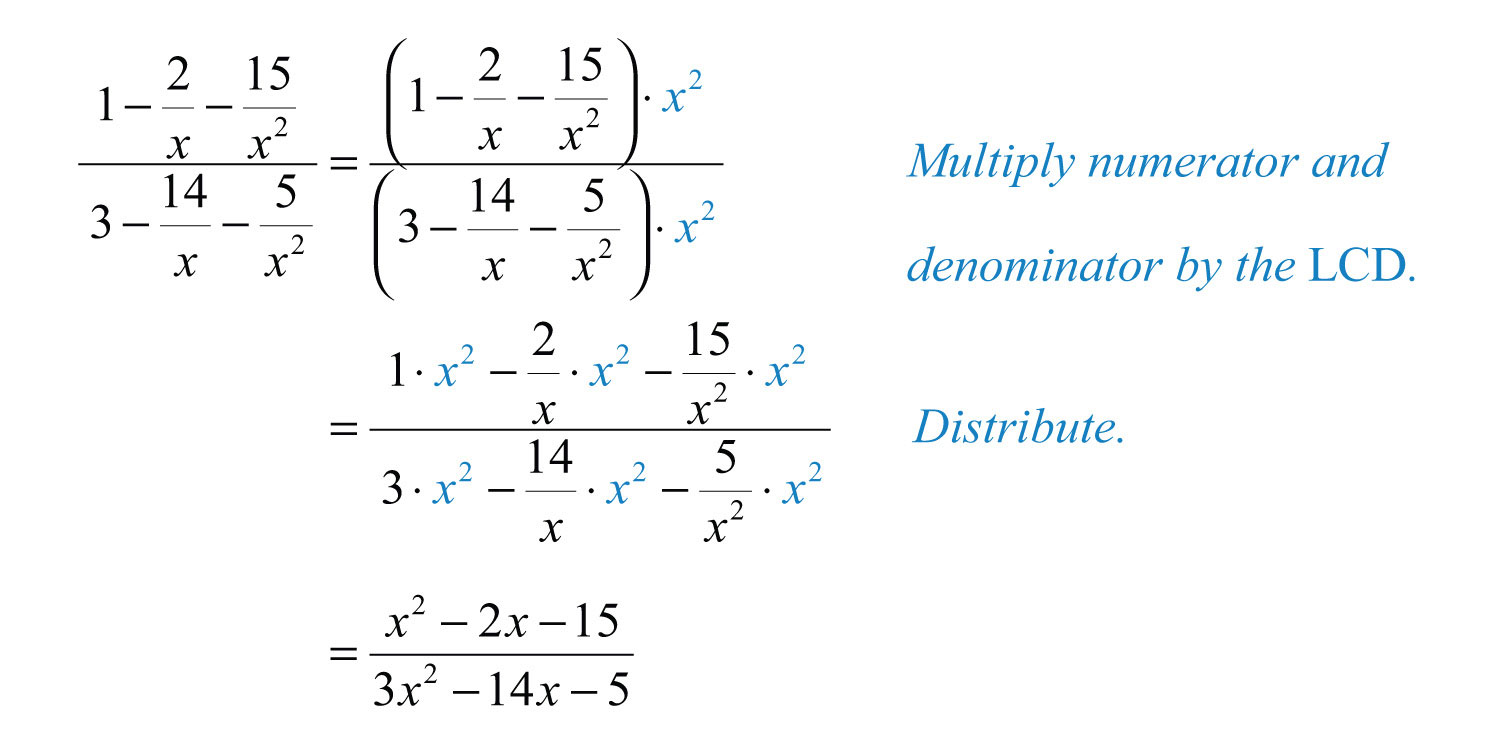 \frac{1-\frac{2}{x}-\frac{15}{x^2}}{3-\frac{14}{x}-\frac{5}{x^2}} = \frac{\left(1-\frac{2}{x}-\frac{15}{x^2}\right)\cdot x^2}{\left(3-\frac{14}{x}-\frac{5}{x^2}\right)\cdot x^2}
Multiply numerator and
denominator by the LCD.
= \frac{1\cdot x^2-\frac{2}{x}\cdot x^2-\frac{15}{x^2}\cdot x^2}{3\cdot x^2-\frac{14}{x}\cdot x^2-\frac{5}{x^2}\cdot x^2} Distribute.
= \frac{x^2-2x-15}{3x^2-14x-5}